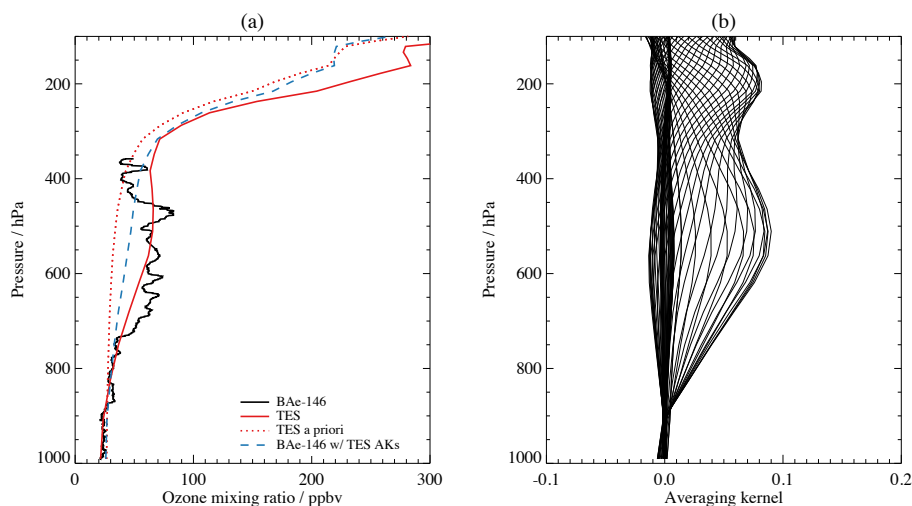 (a)
(b)
200
400
600
800
1000
Pressure / hPa
BAe-146
TES
TES a priori
BAe-146 w/ TES AKs
0
100
200
300
Ozone mixing ratio / ppbv
200
400
600
800
1000
Pressure / hPa
-0.1
0.0
0.1
0.2
Averaging kernel